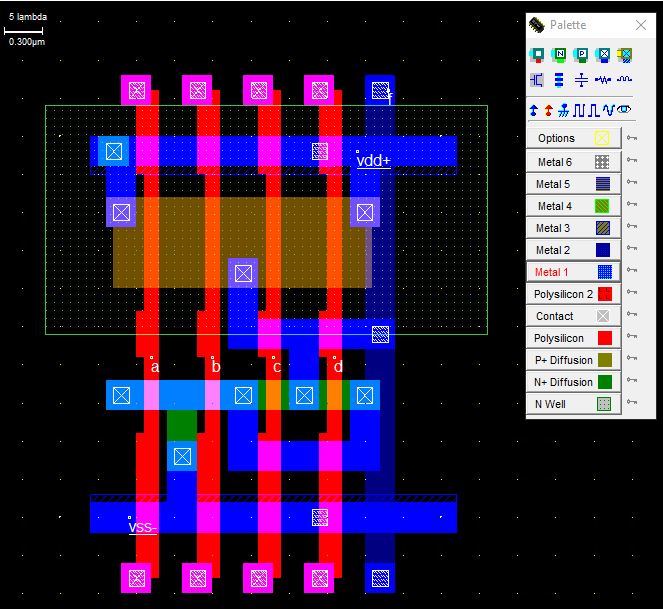 5 lambda
0.300µm
Palette
Options
Metal 6
Metal 5
Metal 4
Metal 3
Metal 2
Metal 1
Polysilicon 2
Contact
Polysilicon
P+ Diffusion
N+ Diffusion
N Well
f
vdd+
a b c d
vss-